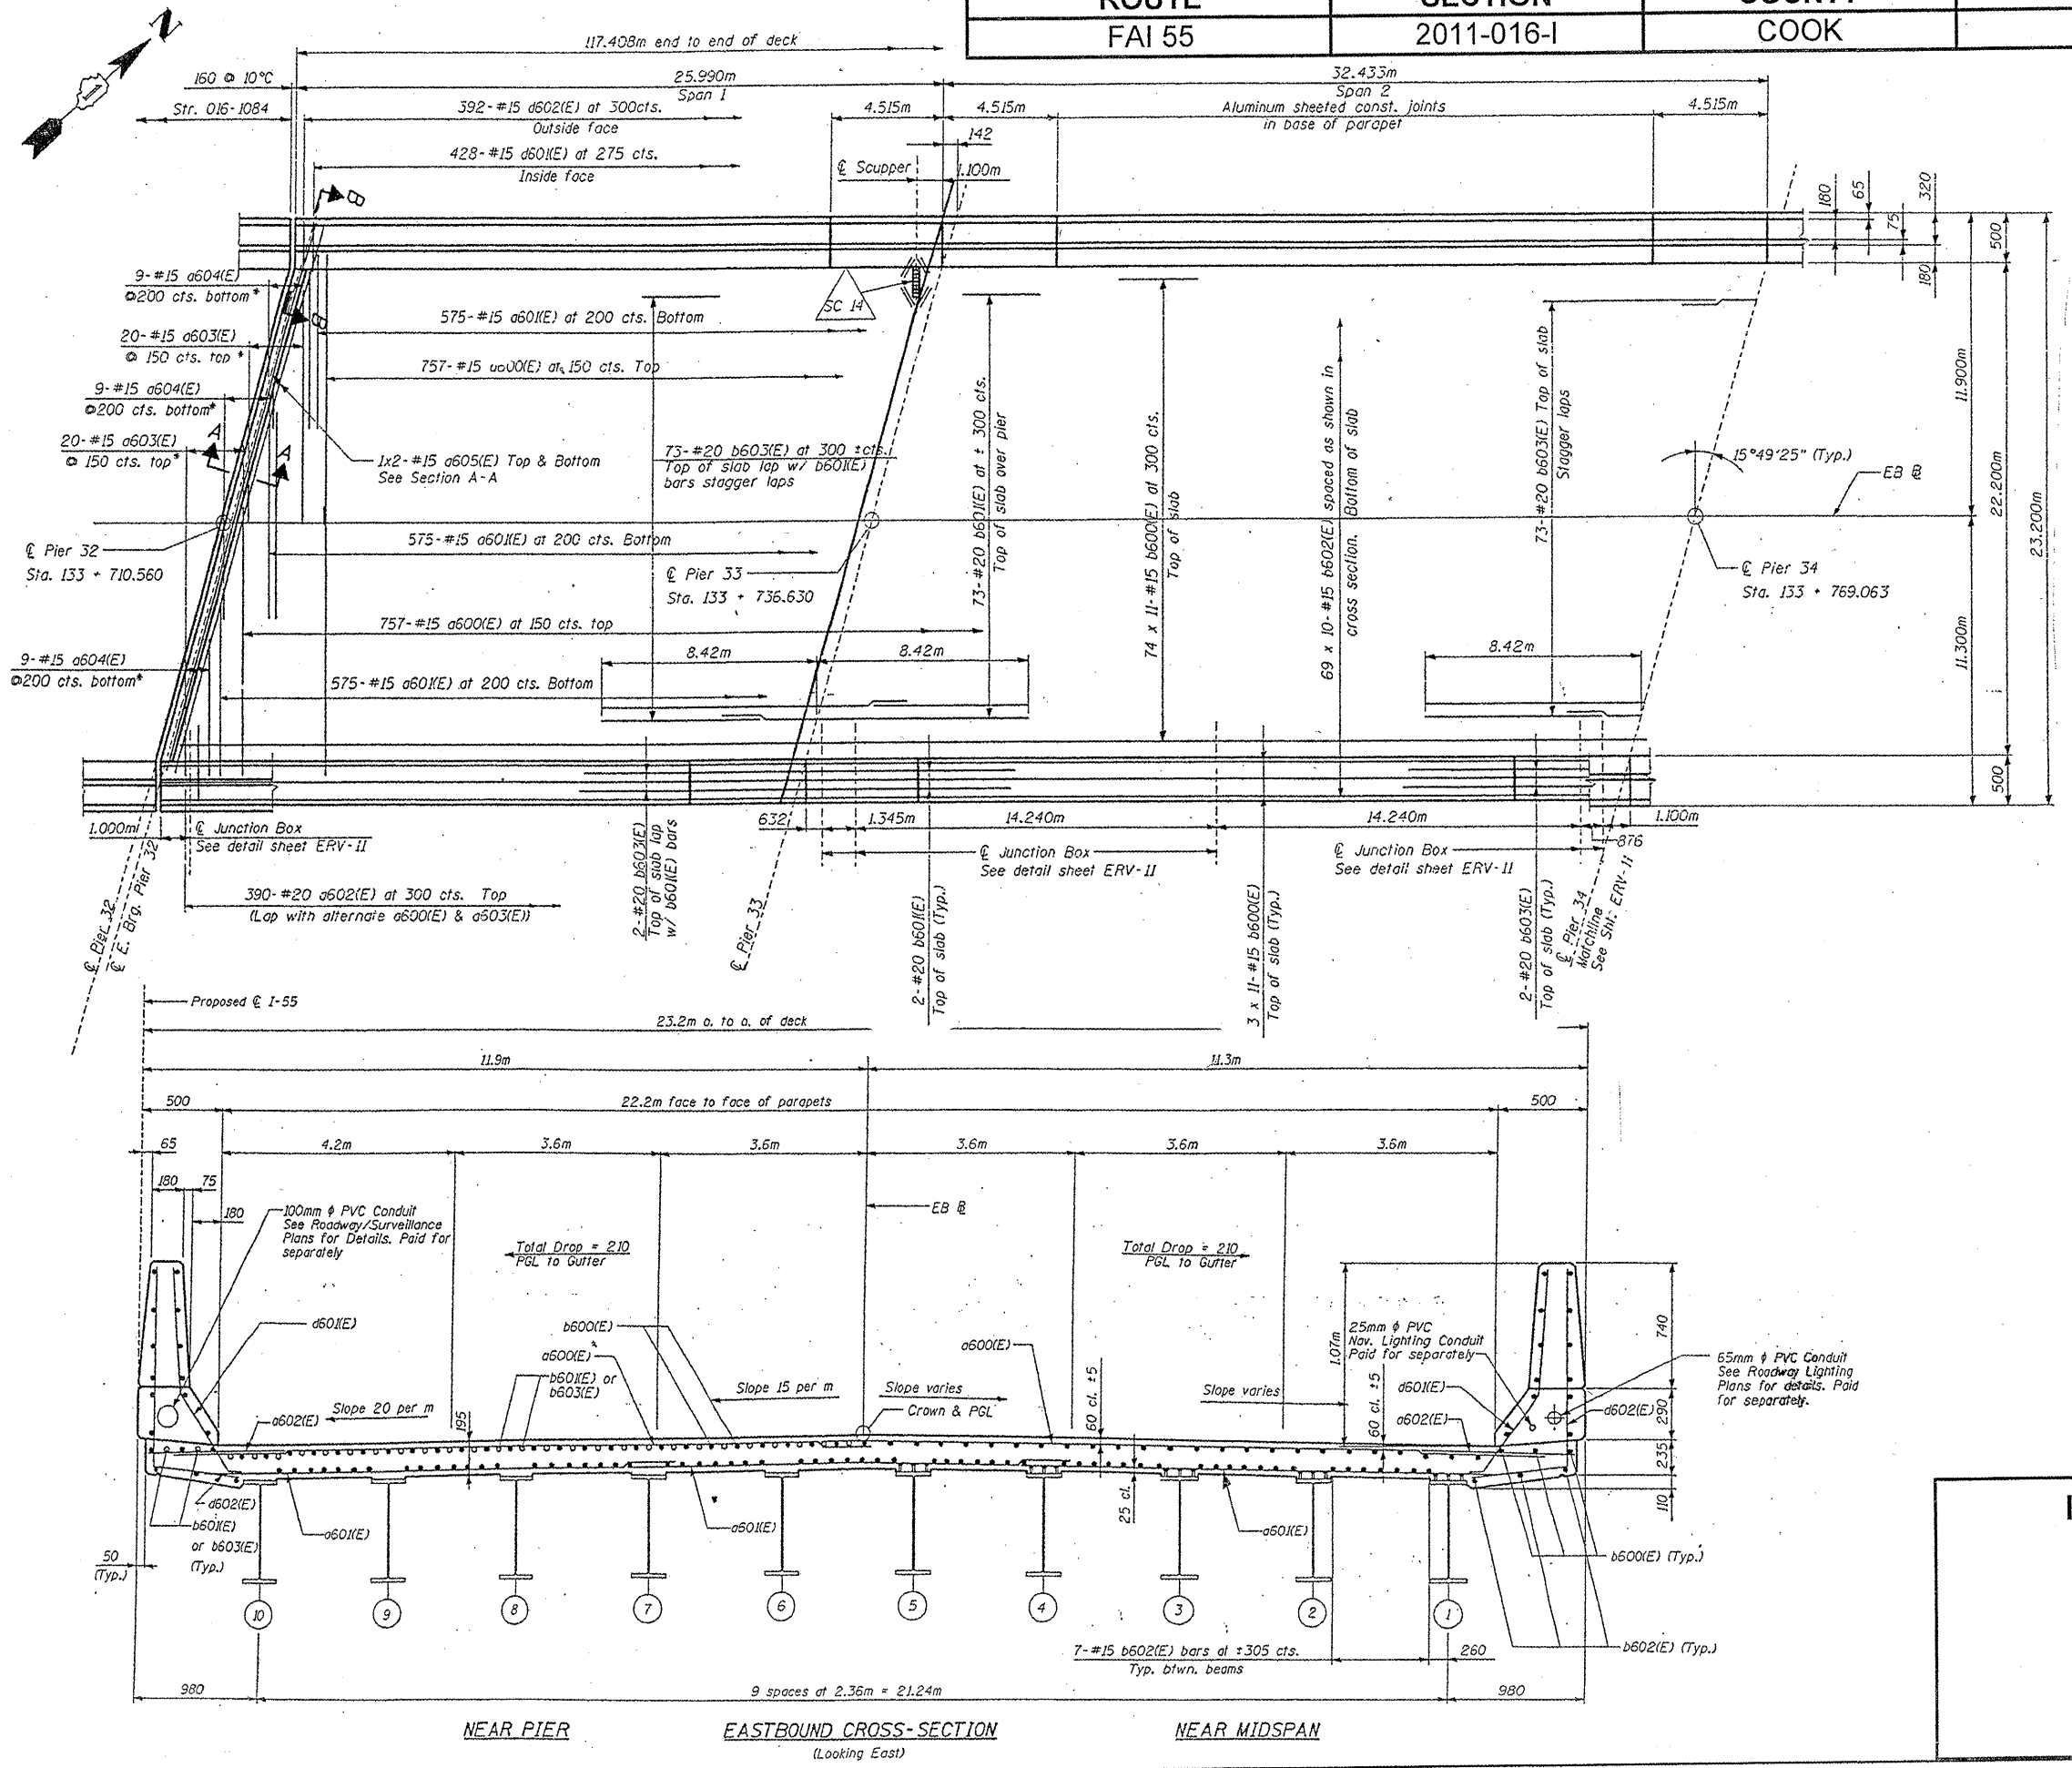 ROUTE SECTION COUNTY
FAI 55 2011-016-I COOK
N
117.408m end to end of deck
160 @ 10°C
25.990m
Span 1
32.433m
Span 2
Str. 016-1084
392-#15 d602(E) at 300cts.
Outside face
4.515m
4.515m
Aluminum sheeted const. joints
in base of parapet
4.515m
142
428-#15 d601(E) at 275 cts.
Inside face
℄ Scupper
1.100m
B
B
180
65
75
320
180
500
9-#15 a604(E)
@200 cts. bottom*
SC 14
575-#15 a601(E) at 200 cts. Bottom
20-#15 a603(E)
@ 150 cts. top *
757-#15 a600(E) at 150 cts. Top
9-#15 a604(E)
@200 cts. bottom*
20-#15 a603(E)
@ 150 cts. top*
A
A
1x2-#15 a605(E) Top & Bottom
See Section A-A
73-#20 b603(E) at 300 ±cts.
Top of slab lap w/ b601(E)
bars stagger laps
73-#20 b601(E) at ± 300 cts.
Top of slab over pier
74 x 11-#15 b600(E) at 300 cts.
Top of slab
69 x 10-#15 b602(E) spaced as shown in
cross section. Bottom of slab
73-#20 b603(E) Top of slab
Stagger laps
15°49'25" (Typ.)
EB ℄
11.900m
22.200m
23.200m
11.300m
500
℄ Pier 32
Sta. 133 + 710.560
575-#15 a601(E) at 200 cts. Bottom
℄ Pier 33
Sta. 133 + 736.630
℄ Pier 34
Sta. 133 + 769.063
757-#15 a600(E) at 150 cts. top
8.42m
8.42m
8.42m
9-#15 a604(E)
@200 cts. bottom*
575-#15 a601(E) at 200 cts. Bottom
1.000m
℄ Junction Box
See detail sheet ERV-11
632
1.345m
14.240m
14.240m
1.100m
876
℄ Junction Box
See detail sheet ERV-11
℄ Junction Box
See detail sheet ERV-11
390-#20 a602(E) at 300 cts. Top
(Lap with alternate a600(E) & a603(E))
℄ Pier 32
℄ E. Brg. Pier 32
2-#20 b603(E)
Top of slab lap
w/ b601(E) bars
℄ Pier 33
2-#20 b601(E)
Top of slab (Typ.)
3 x 11-#15 b600(E)
Top of slab (Typ.)
2-#20 b603(E)
Top of slab (Typ.)
℄ Pier 34
Matchline
See Sht. ERV-11
Proposed ℄ I-55
23.2m o. to o. of deck
11.9m
11.3m
500
22.2m face to face of parapets
500
65
4.2m
3.6m
3.6m
3.6m
3.6m
3.6m
180
75
180
100mm ϕ PVC Conduit
See Roadway/Surveillance
Plans for Details. Paid for
separately
EB ℄
Total Drop = 210
PGL to Gutter
Total Drop = 210
PGL to Gutter
d601(E)
b600(E)
a600(E)
b601(E) or
b603(E)
Slope 15 per m
Slope varies
Crown & PGL
a600(E)
60 cl. ±5
Slope varies
1.07m
25mm ϕ PVC
Nav. Lighting Conduit
Paid for separately
60 cl. ±5
d601(E)
a602(E)
740
290
235
110
65mm ϕ PVC Conduit
See Roadway Lighting
Plans for details. Paid
for separately.
d602(E)
a602(E)
Slope 20 per m
195
25 cl.
d602(E)
b601(E)
or b603(E)
(Typ.)
a601(E)
a601(E)
a601(E)
b600(E) (Typ.)
50
(Typ.)
10 9 8 7 6 5 4 3 2 1
7-#15 b602(E) bars at ±305 cts.
Typ. btwn. beams
260
b602(E) (Typ.)
980
9 spaces at 2.36m = 21.24m
980
NEAR PIER
EASTBOUND CROSS-SECTION
(Looking East)
NEAR MIDSPAN